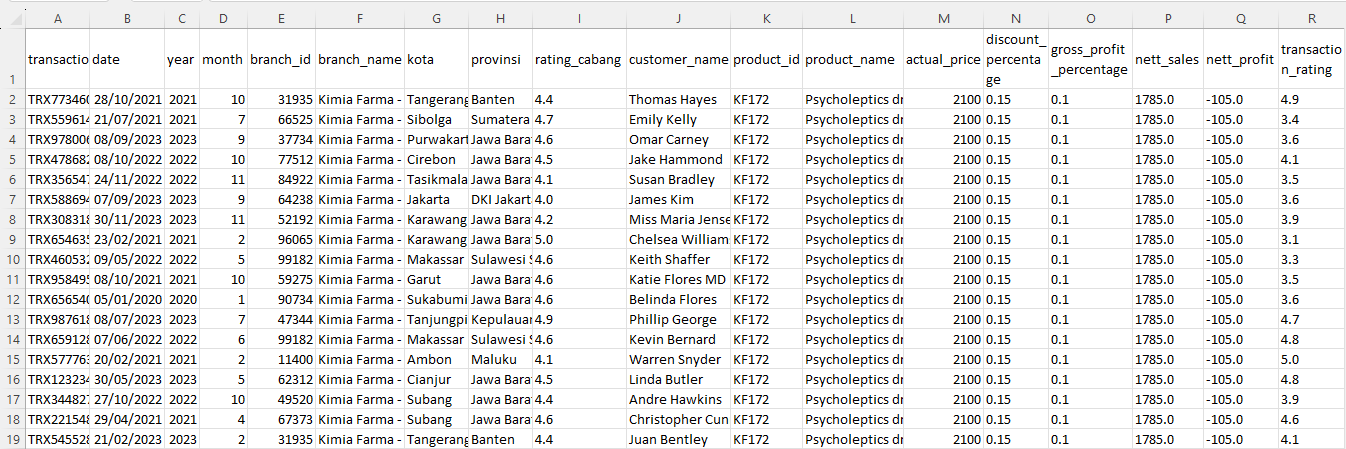 A B C D E F G H I J K L M N O P Q R
1 transactio date year month branch_id branch_name kota provinsi rating_cabang customer_name product_id product_name actual_price discount_percentage gross_profit_percentage nett_sales nett_profit transaction_rating
2 TRX77346 28/10/2021 2021 10 31935 Kimia Farma - Tangerang Banten 4.4 Thomas Hayes KF172 Psycholeptics dr 2100 0.15 0.1 1785.0 -105.0 4.9
3 TRX559614 21/07/2021 2021 7 66525 Kimia Farma - Sibolga Sumatera 4.7 Emily Kelly KF172 Psycholeptics dr 2100 0.15 0.1 1785.0 -105.0 3.4
4 TRX978006 08/09/2023 2023 9 37734 Kimia Farma - Purwakart Jawa Bara 4.6 Omar Carney KF172 Psycholeptics dr 2100 0.15 0.1 1785.0 -105.0 3.6
5 TRX478682 08/10/2022 2022 10 77512 Kimia Farma - Cirebon Jawa Bara 4.5 Jake Hammond KF172 Psycholeptics dr 2100 0.15 0.1 1785.0 -105.0 4.1
6 TRX356547 24/11/2022 2022 11 84922 Kimia Farma - Tasikmala Jawa Bara 4.1 Susan Bradley KF172 Psycholeptics dr 2100 0.15 0.1 1785.0 -105.0 3.5
7 TRX588694 07/09/2023 2023 9 64238 Kimia Farma - Jakarta DKI Jakart 4.0 James Kim KF172 Psycholeptics dr 2100 0.15 0.1 1785.0 -105.0 3.6
8 TRX308318 30/11/2023 2023 11 52192 Kimia Farma - Karawang Jawa Bara 4.2 Miss Maria Jense KF172 Psycholeptics dr 2100 0.15 0.1 1785.0 -105.0 3.9
9 TRX654635 23/02/2021 2021 2 96065 Kimia Farma - Karawang Jawa Bara 5.0 Chelsea William KF172 Psycholeptics dr 2100 0.15 0.1 1785.0 -105.0 3.1
10 TRX460532 09/05/2022 2022 5 99182 Kimia Farma - Makassar Sulawesi S 4.6 Keith Shaffer KF172 Psycholeptics dr 2100 0.15 0.1 1785.0 -105.0 3.3
11 TRX958495 08/10/2021 2021 10 59275 Kimia Farma - Garut Jawa Bara 4.6 Katie Flores MD KF172 Psycholeptics dr 2100 0.15 0.1 1785.0 -105.0 3.5
12 TRX656540 05/01/2020 2020 1 90734 Kimia Farma - Sukabumi Jawa Bara 4.6 Belinda Flores KF172 Psycholeptics dr 2100 0.15 0.1 1785.0 -105.0 3.6
13 TRX987618 08/07/2023 2023 7 47344 Kimia Farma - Tanjungpi Kepulauan 4.9 Phillip George KF172 Psycholeptics dr 2100 0.15 0.1 1785.0 -105.0 4.7
14 TRX659128 07/06/2022 2022 6 99182 Kimia Farma - Makassar Sulawesi S 4.6 Kevin Bernard KF172 Psycholeptics dr 2100 0.15 0.1 1785.0 -105.0 4.8
15 TRX577763 20/02/2021 2021 2 11400 Kimia Farma - Ambon Maluku 4.1 Warren Snyder KF172 Psycholeptics dr 2100 0.15 0.1 1785.0 -105.0 5.0
16 TRX123234 30/05/2023 2023 5 62312 Kimia Farma - Cianjur Jawa Bara 4.5 Linda Butler KF172 Psycholeptics dr 2100 0.15 0.1 1785.0 -105.0 4.8
17 TRX344827 27/10/2022 2022 10 49520 Kimia Farma - Subang Jawa Bara 4.4 Andre Hawkins KF172 Psycholeptics dr 2100 0.15 0.1 1785.0 -105.0 3.9
18 TRX221548 29/04/2021 2021 4 67373 Kimia Farma - Subang Jawa Bara 4.6 Christopher Cun KF172 Psycholeptics dr 2100 0.15 0.1 1785.0 -105.0 4.6
19 TRX545528 21/02/2023 2023 2 31935 Kimia Farma - Tangerang Banten 4.4 Juan Bentley KF172 Psycholeptics dr 2100 0.15 0.1 1785.0 -105.0 4.1